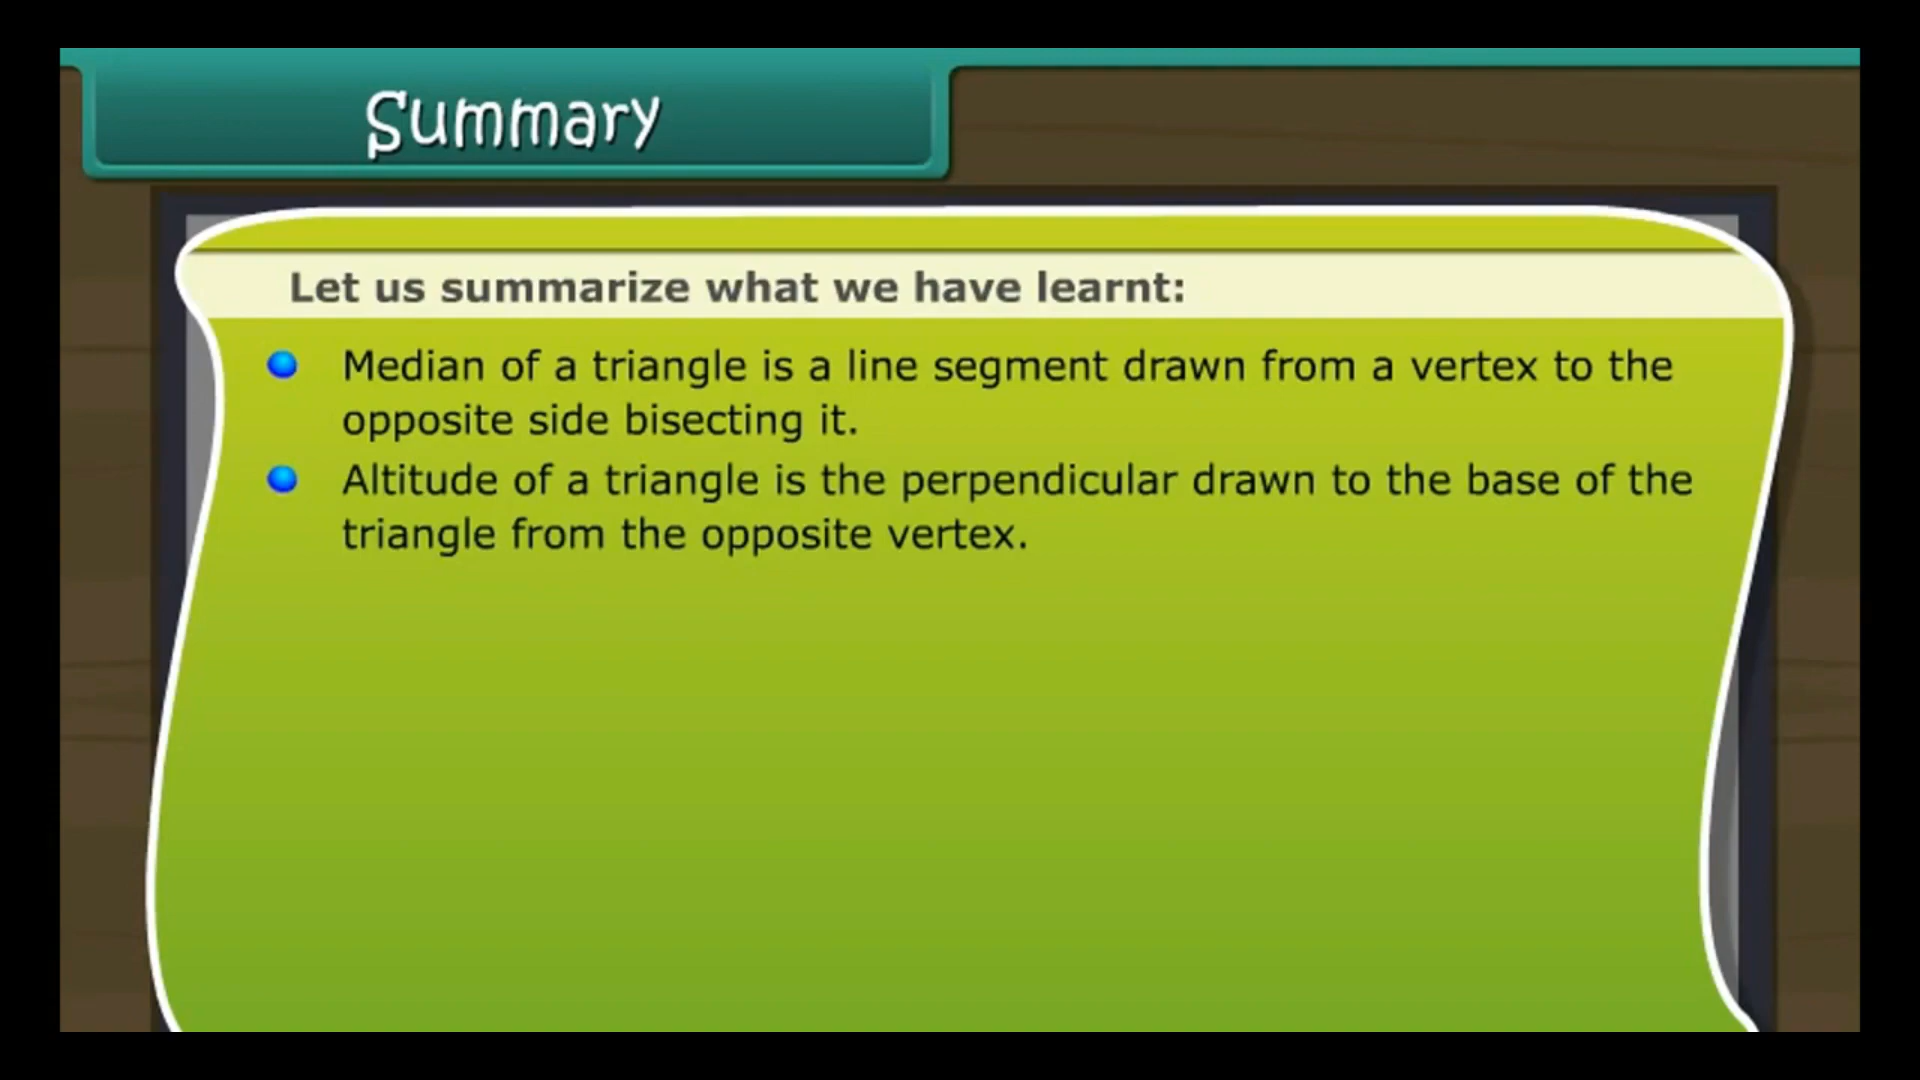 Summary
Let us summarize what we have learnt:
Median of a triangle is a line segment drawn from a vertex to the
opposite side bisecting it.
Altitude of a triangle is the perpendicular drawn to the base of the
triangle from the opposite vertex.